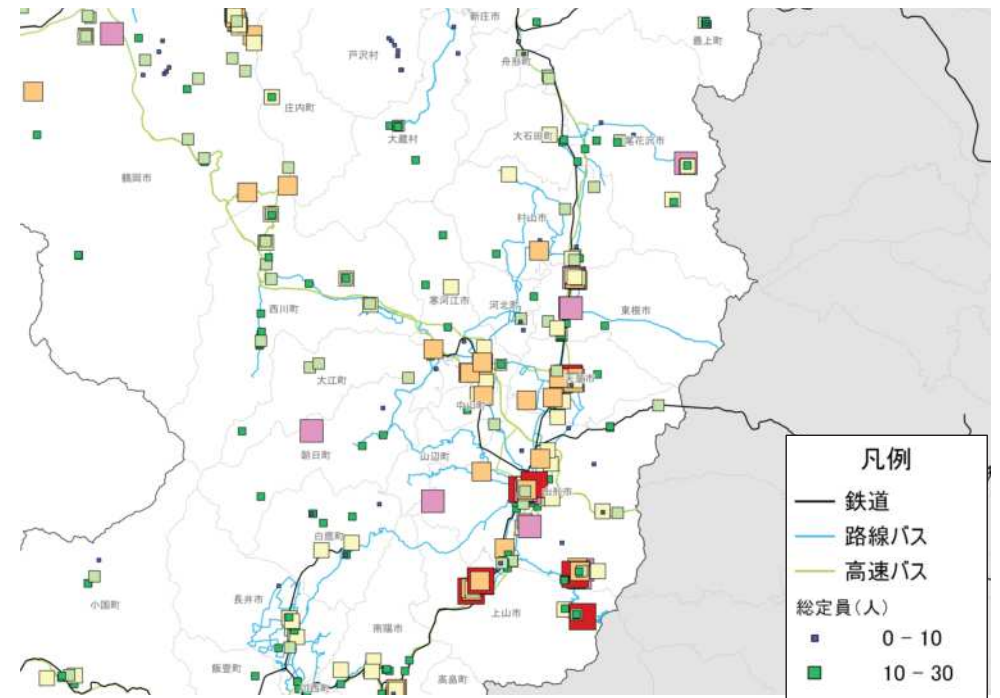 新庄市
戸沢村
舟形町
最上町
庄内町
大蔵村
大石田町
尾花沢市
鶴岡市
村山市
寒河江市
河北町
東根市
西川町
大江町
天童市
中山町
朝日町
山辺町
山形市
白鷹町
小国町
長井市
南陽市
上山市
飯豊町
川西町
高畠町
凡例
鉄道
路線バス
高速バス
総定員(人)
0 – 10
10 – 30